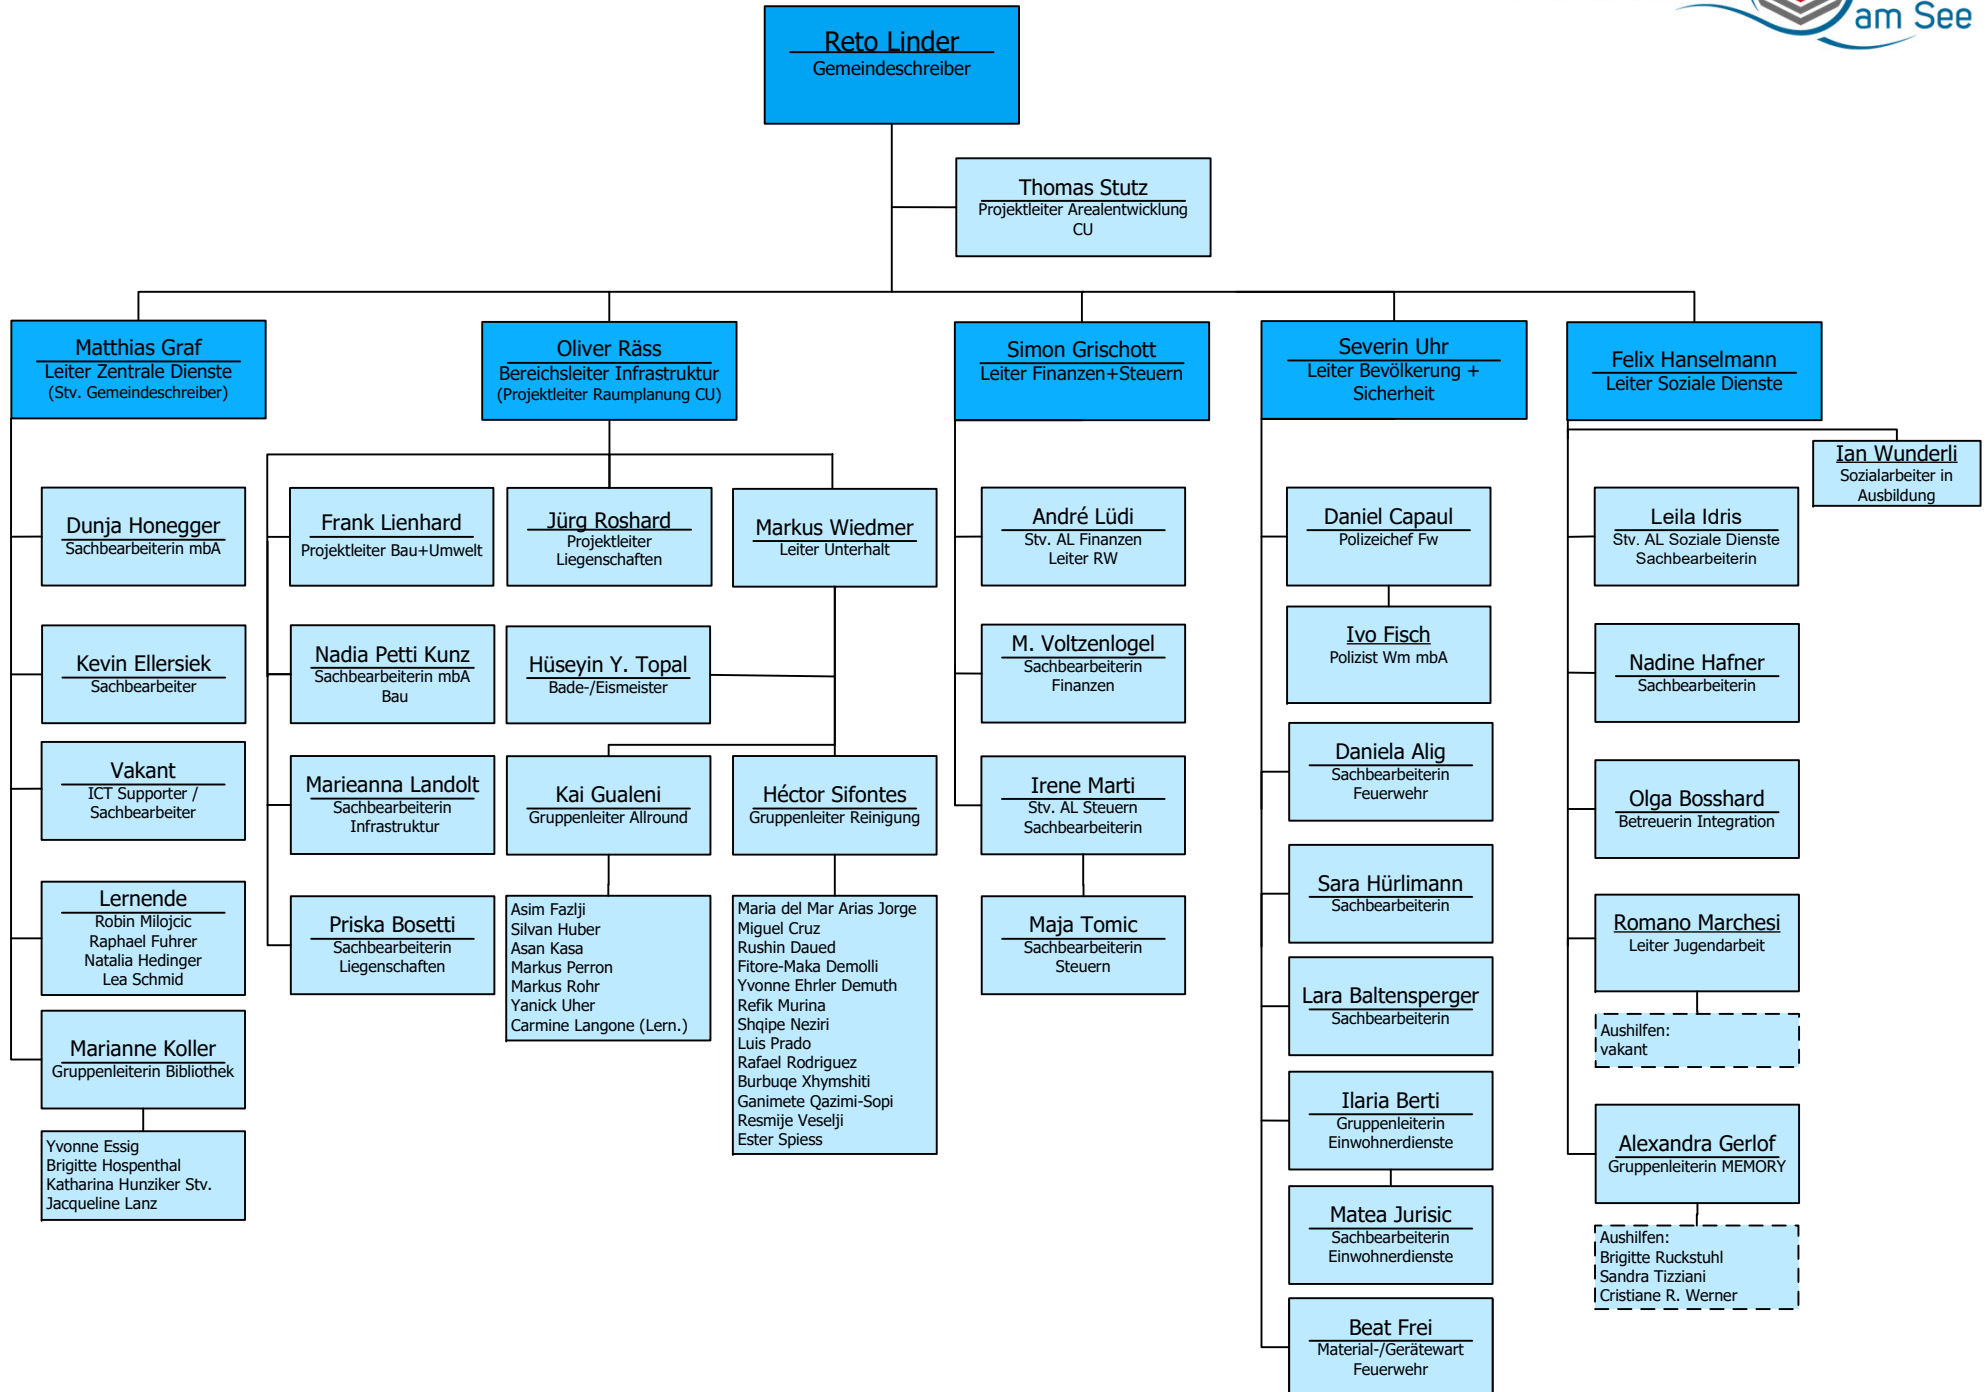 am See
Reto Linder
Gemeindeschreiber
Thomas Stutz
Projektleiter Arealentwicklung
CU
Matthias Graf
Leiter Zentrale Dienste
(Stv. Gemeindeschreiber)
Oliver Räss
Bereichsleiter Infrastruktur
(Projektleiter Raumplanung CU)
Simon Grischott
Leiter Finanzen+Steuern
Severin Uhr
Leiter Bevölkerung +
Sicherheit
Felix Hanselmann
Leiter Soziale Dienste
Ian Wunderli
Sozialarbeiter in
Ausbildung
Dunja Honegger
Sachbearbeiterin mbA
Kevin Ellersiek
Sachbearbeiter
Vakant
ICT Supporter /
Sachbearbeiter
Lernende
Robin Milojcic
Raphael Fuhrer
Natalia Hedinger
Lea Schmid
Marianne Koller
Gruppenleiterin Bibliothek
Yvonne Essig
Brigitte Hospenthal
Katharina Hunziker Stv.
Jacqueline Lanz
Frank Lienhard
Projektleiter Bau+Umwelt
Nadia Petti Kunz
Sachbearbeiterin mbA
Bau
Marieanna Landolt
Sachbearbeiterin
Infrastruktur
Priska Bosetti
Sachbearbeiterin
Liegenschaften
Jürg Roshard
Projektleiter
Liegenschaften
Markus Wiedmer
Leiter Unterhalt
Hüseyin Y. Topal
Bade-/Eismeister
Kai Gualeni
Gruppenleiter Allround
Asim Fazlji
Silvan Huber
Asan Kasa
Markus Perron
Markus Rohr
Yanick Uher
Carmine Langone (Lern.)
Héctor Sifontes
Gruppenleiter Reinigung
Maria del Mar Arias Jorge
Miguel Cruz
Rushin Daued
Fitore-Maka Demolli
Yvonne Ehrler Demuth
Refik Murina
Shqipe Neziri
Luis Prado
Rafael Rodriguez
Burbuqe Xhymshiti
Ganimete Qazimi-Sopi
Resmije Veselji
Ester Spiess
André Lüdi
Stv. AL Finanzen
Leiter RW
M. Voltzenlogel
Sachbearbeiterin
Finanzen
Irene Marti
Stv. AL Steuern
Sachbearbeiterin
Maja Tomic
Sachbearbeiterin
Steuern
Daniel Capaul
Polizeichef Fw
Ivo Fisch
Polizist Wm mbA
Daniela Alig
Sachbearbeiterin
Feuerwehr
Sara Hürlimann
Sachbearbeiterin
Lara Baltensperger
Sachbearbeiterin
Ilaria Berti
Gruppenleiterin
Einwohnerdienste
Matea Jurisic
Sachbearbeiterin
Einwohnerdienste
Beat Frei
Material-/Gerätewart
Feuerwehr
Leila Idris
Stv. AL Soziale Dienste
Sachbearbeiterin
Nadine Hafner
Sachbearbeiterin
Olga Bosshard
Betreuerin Integration
Romano Marchesi
Leiter Jugendarbeit
Aushilfen:
vakant
Alexandra Gerlof
Gruppenleiterin MEMORY
Aushilfen:
Brigitte Ruckstuhl
Sandra Tizziani
Cristiane R. Werner